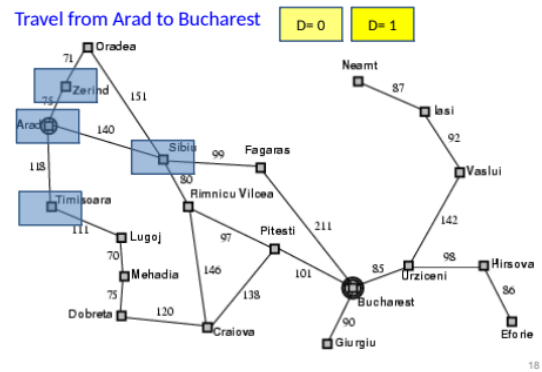 Travel from Arad to Bucharest
D= 0
D= 1
Oradea
71
Neamt
Zerind
87
75
151
Iasi
Arad
140
92
Sibiu
Fagaras
99
118
80
Vaslui
Timisoara
Rimnicu Vilcea
111
211
142
Lugoj
97
Pitesti
70
98
Hirsova
Mehadia
146
101
85
Urziceni
75
138
86
Bucharest
Dobreta
120
90
Craiova
Eforie
Giurgiu
18